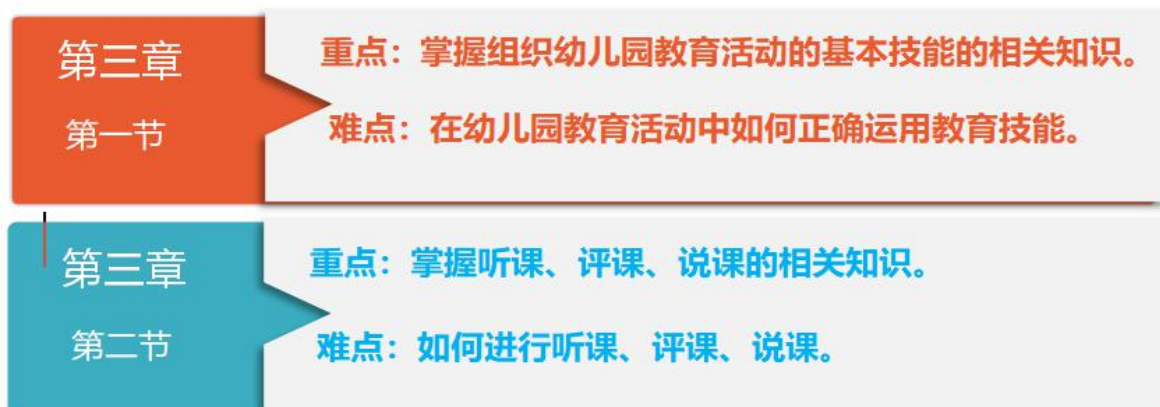 第三章
第一节
重点：掌握组织幼儿园教育活动的基本技能的相关知识。
难点：在幼儿园教育活动中如何正确运用教育技能。
第三章
第二节
重点：掌握听课、评课、说课的相关知识。
难点：如何进行听课、评课、说课。